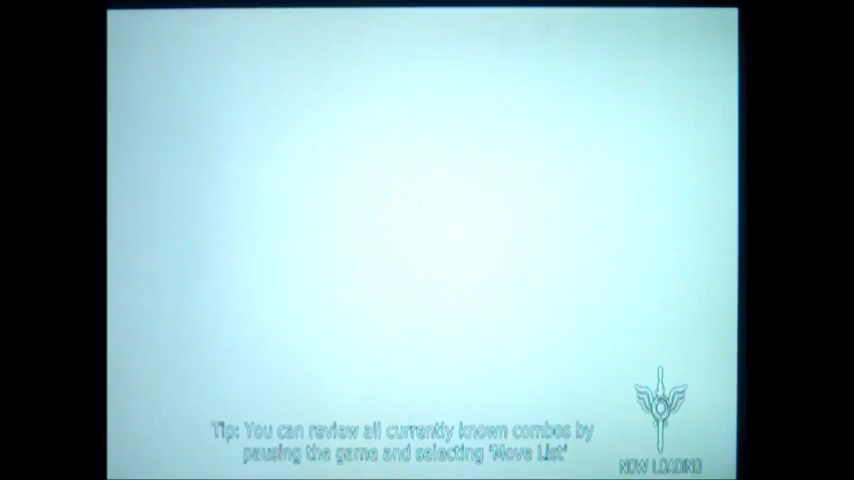 Tip: You can review all currently known combos by
pausing the game and selecting 'Move List'
NOW LOADING